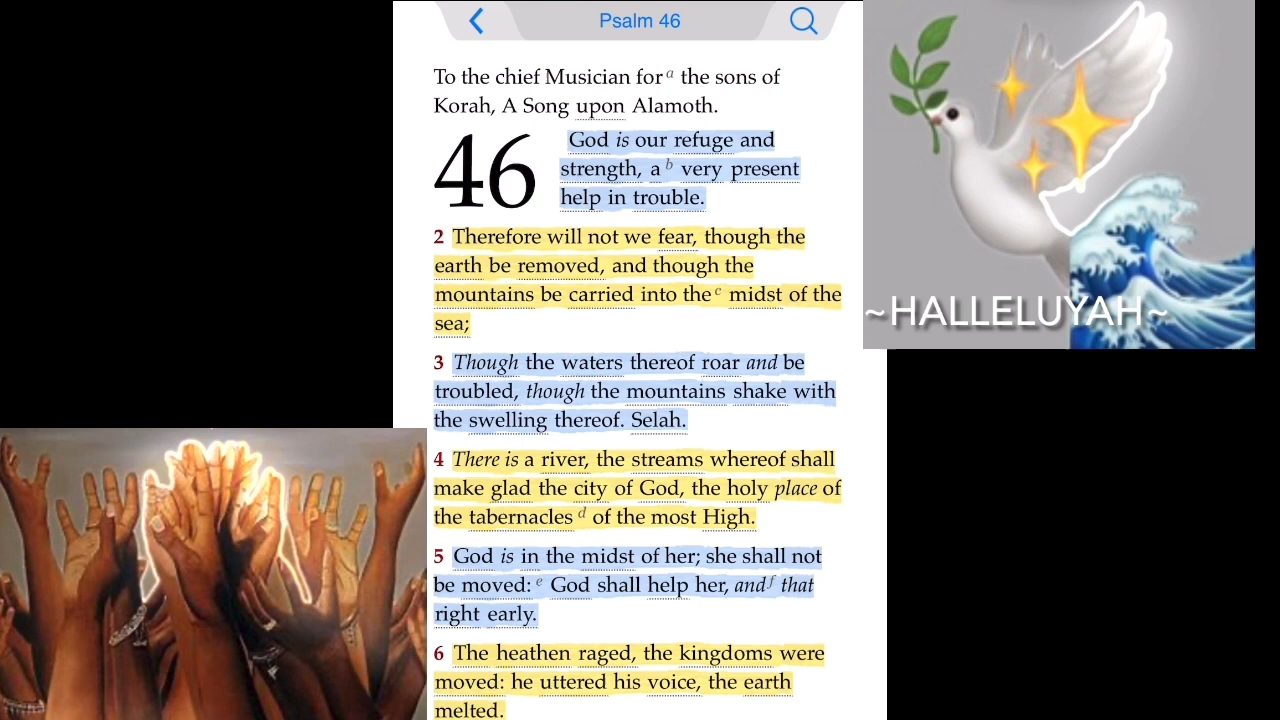 Psalm 46
To the chief Musician for a the sons of
Korah, A Song upon Alamoth.
46 God is our refuge and
strength, a b very present
help in trouble.
2 Therefore will not we fear, though the
earth be removed, and though the
mountains be carried into the c midst of the
sea;
3 Though the waters thereof roar and be
troubled, though the mountains shake with
the swelling thereof. Selah.
4 There is a river, the streams whereof shall
make glad the city of God, the holy place of
the tabernacles d of the most High.
5 God is in the midst of her; she shall not
be moved: e God shall help her, and f that
right early.
6 The heathen raged, the kingdoms were
moved: he uttered his voice, the earth
melted.
~HALLELUYAH~